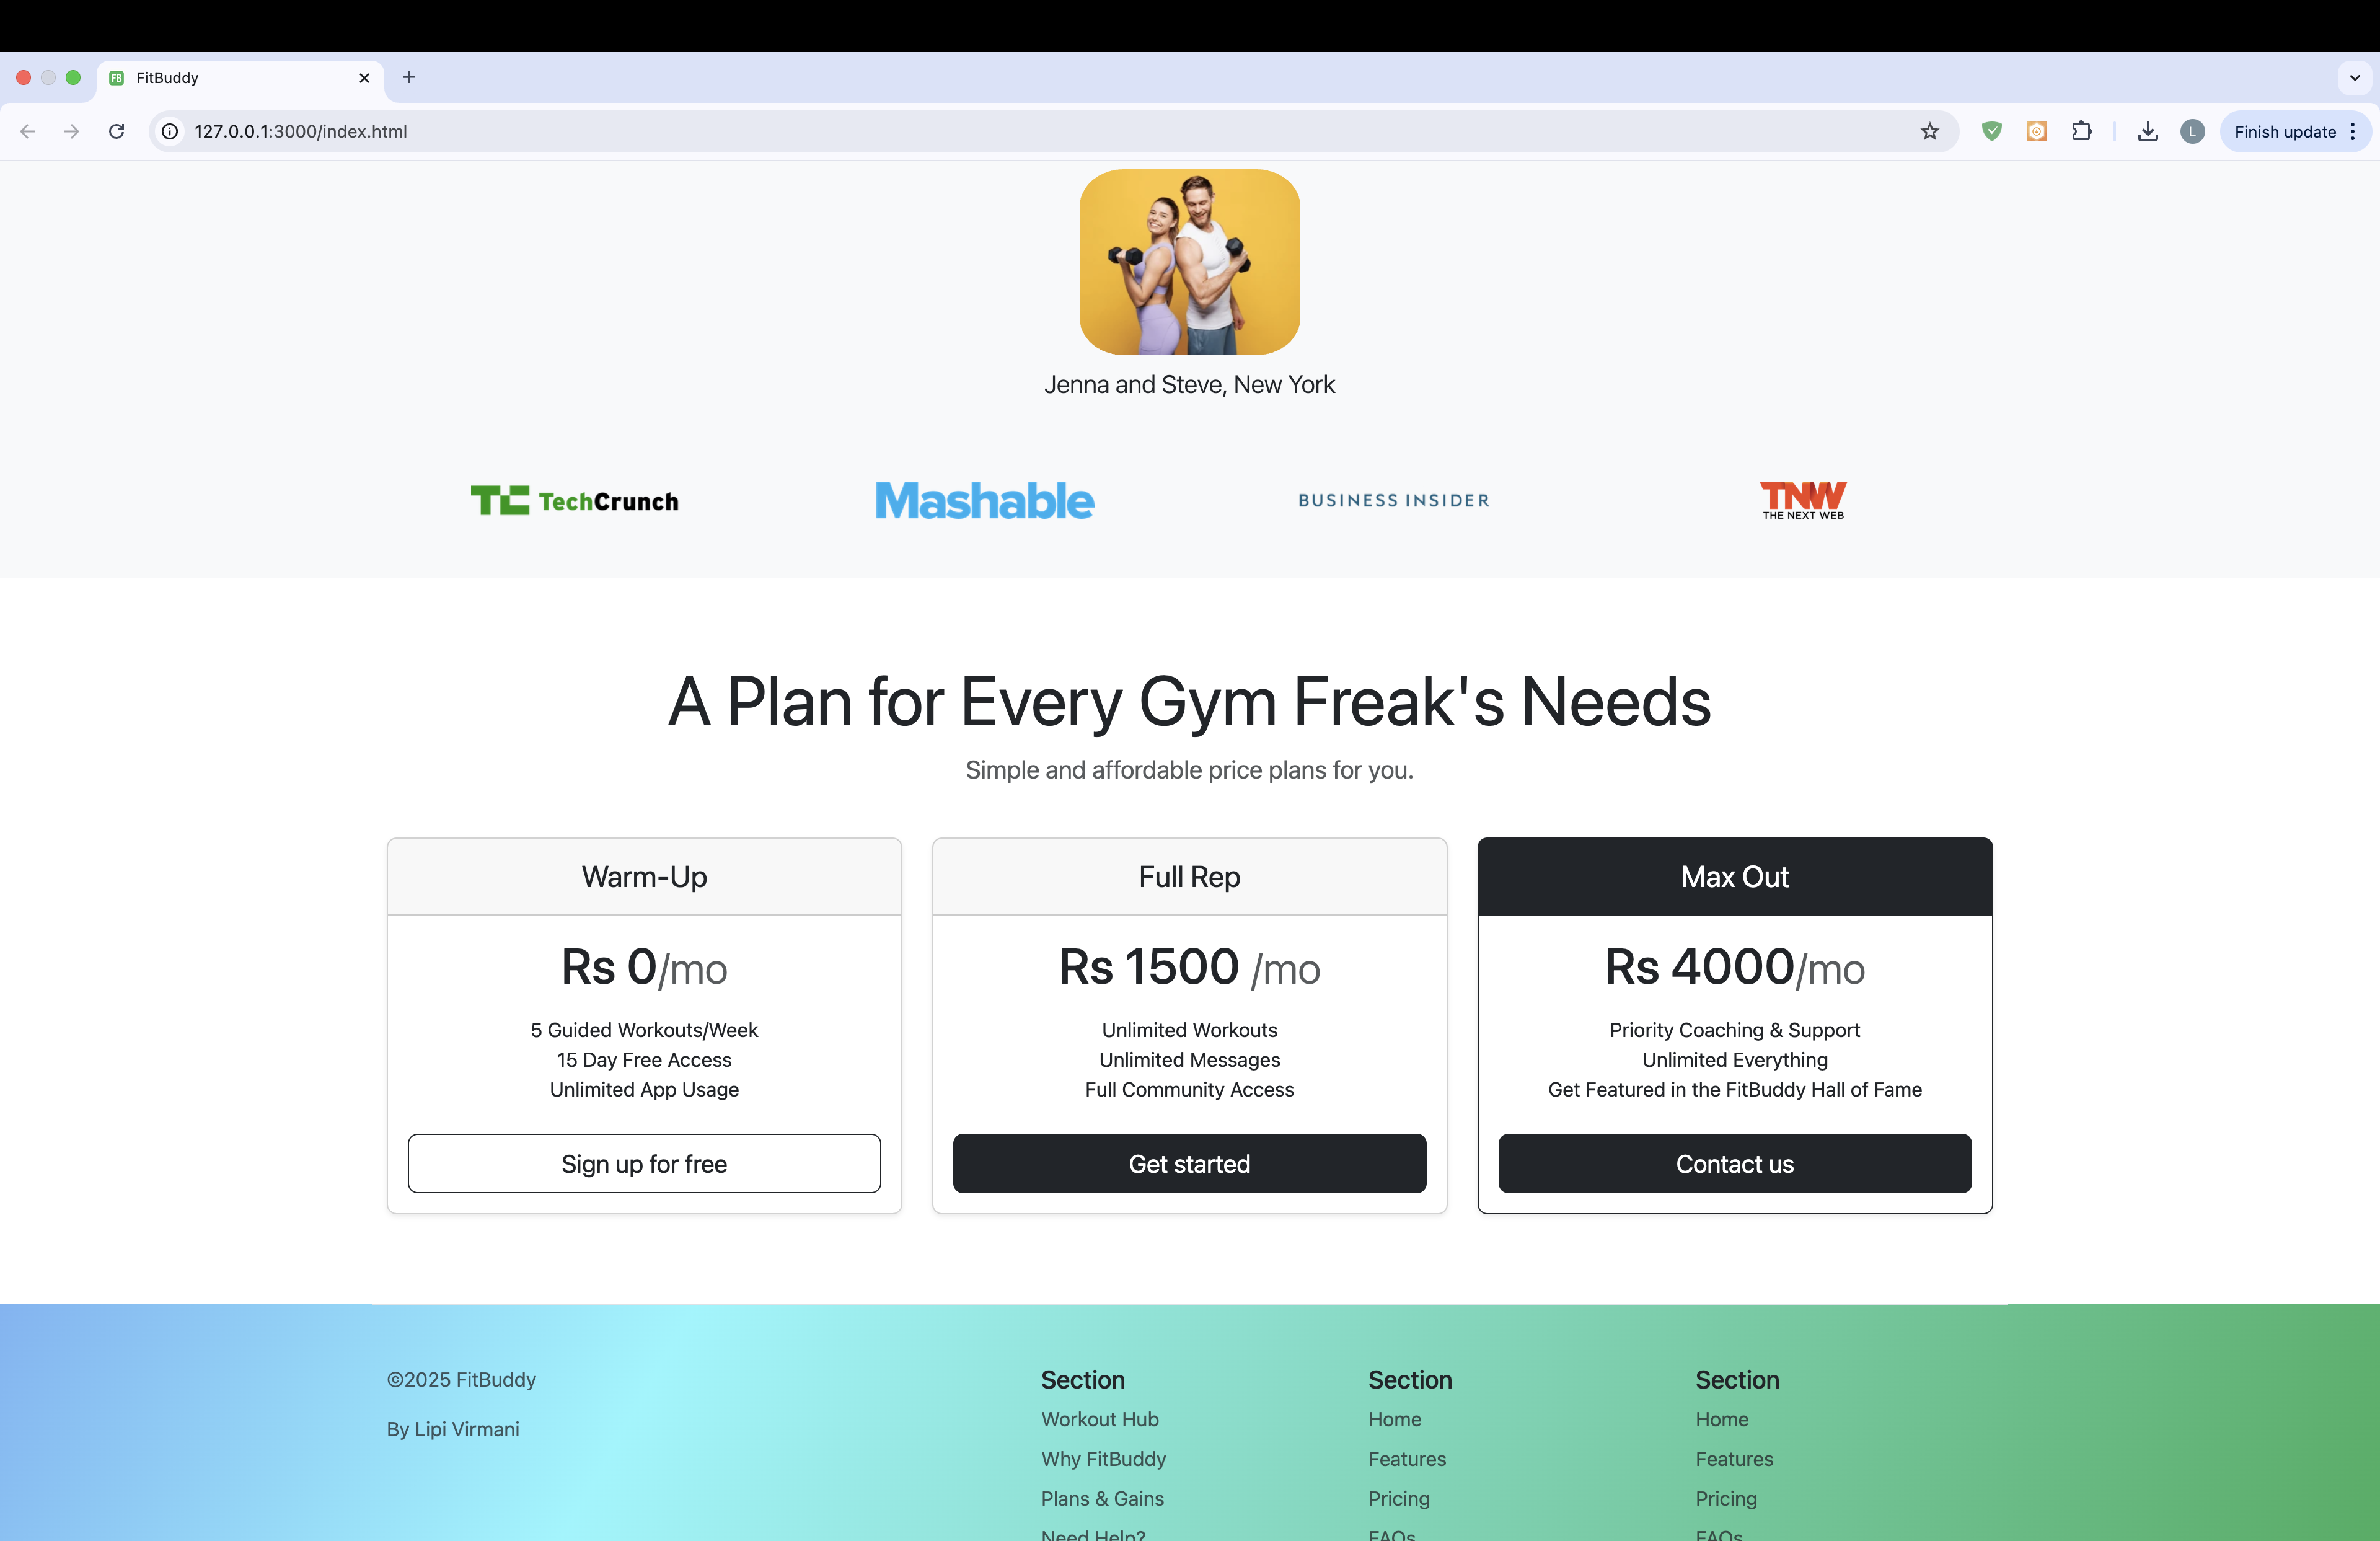 FB FitBuddy
127.0.0.1:3000/index.html
L
Finish update
Jenna and Steve, New York
TC TechCrunch
Mashable
BUSINESS INSIDER
TNW
THE NEXT WEB
A Plan for Every Gym Freak's Needs
Simple and affordable price plans for you.
Warm-Up
Rs 0/mo
5 Guided Workouts/Week
15 Day Free Access
Unlimited App Usage
Sign up for free
Full Rep
Rs 1500 /mo
Unlimited Workouts
Unlimited Messages
Full Community Access
Get started
Max Out
Rs 4000/mo
Priority Coaching & Support
Unlimited Everything
Get Featured in the FitBuddy Hall of Fame
Contact us
©2025 FitBuddy
By Lipi Virmani
Section
Workout Hub
Why FitBuddy
Plans & Gains
Need Help?
Section
Home
Features
Pricing
FAQs
Section
Home
Features
Pricing
FAQs